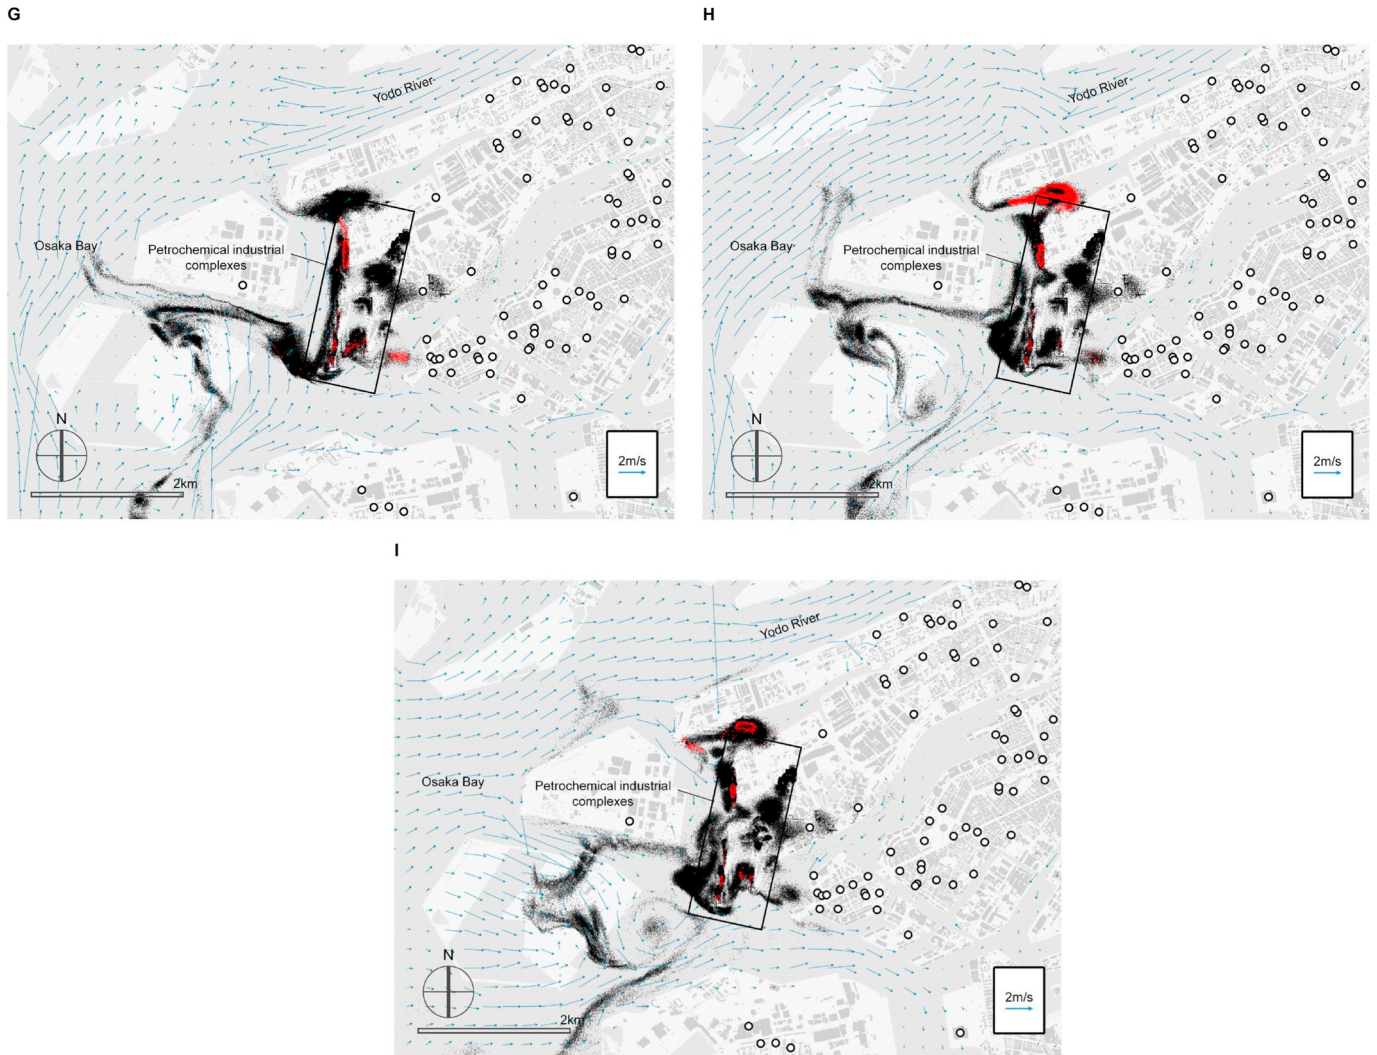 G
Yodo River
Osaka Bay
Petrochemical industrial
complexes
N
2km
2m/s
H
Yodo River
Osaka Bay
Petrochemical industrial
complexes
N
2km
2m/s
I
Yodo River
Osaka Bay
Petrochemical industrial
complexes
N
2km
2m/s